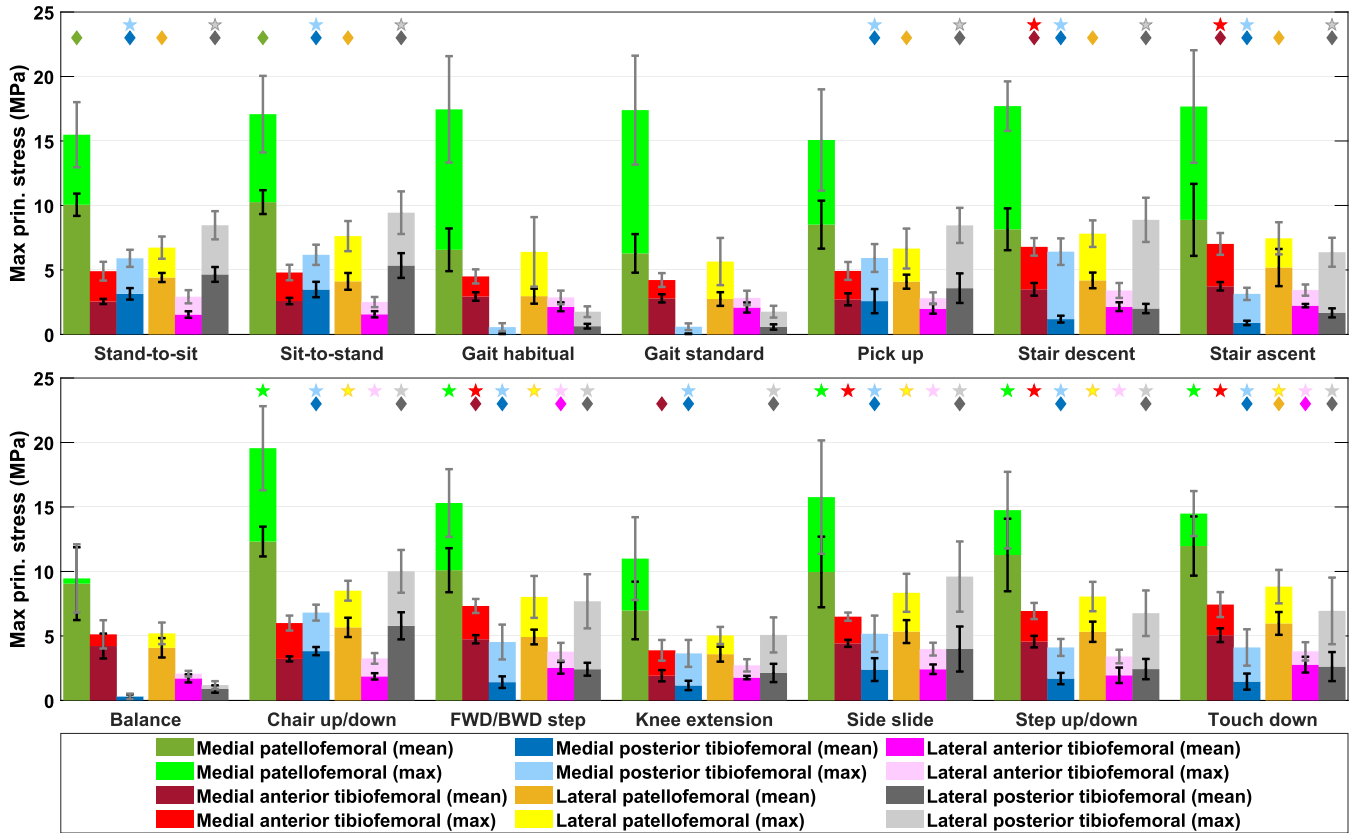 25
20
15
10
5
0
Max prin. stress (MPa)
Stand-to-sit Sit-to-stand Gait habitual Gait standard Pick up Stair descent Stair ascent
25
20
15
10
5
0
Max prin. stress (MPa)
Balance Chair up/down FWD/BWD step Knee extension Side slide Step up/down Touch down
Medial patellofemoral (mean) Medial posterior tibiofemoral (mean) Lateral anterior tibiofemoral (mean)
Medial patellofemoral (max) Medial posterior tibiofemoral (max) Lateral anterior tibiofemoral (max)
Medial anterior tibiofemoral (mean) Lateral patellofemoral (mean) Lateral posterior tibiofemoral (mean)
Medial anterior tibiofemoral (max) Lateral patellofemoral (max) Lateral posterior tibiofemoral (max)